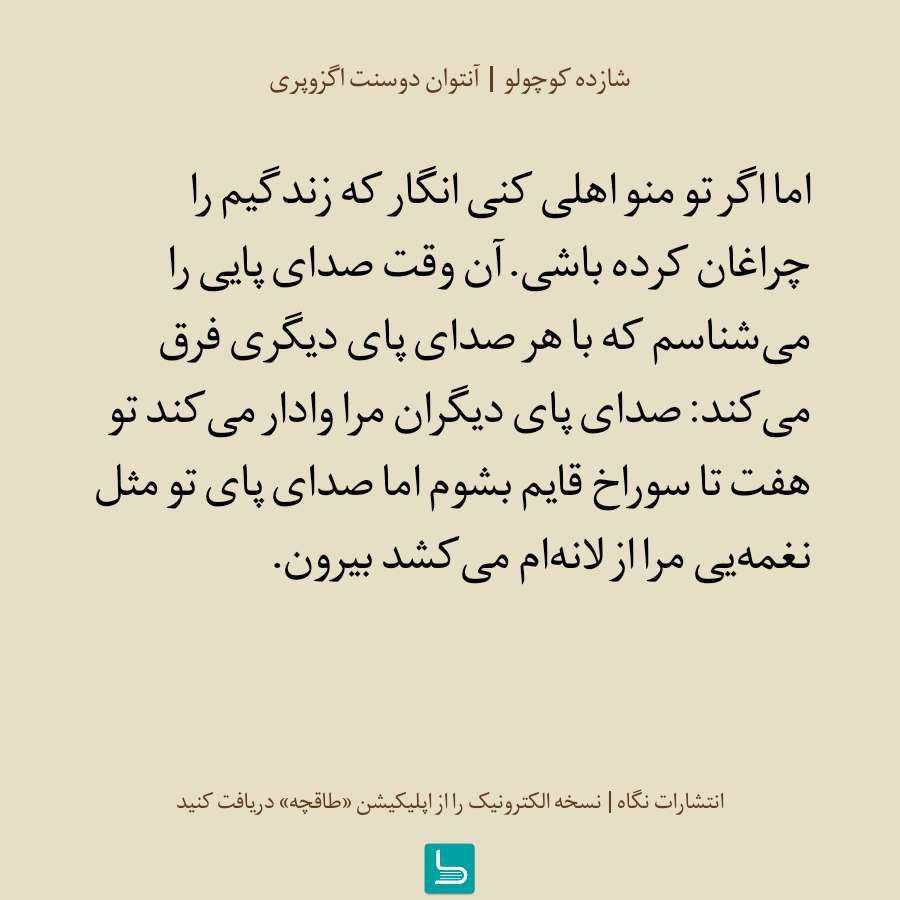 شازده کوچولو | آنتوان دوسنت اگزوپری
اما اگر تو منو اهلی کنی انگار که زندگیم را
چراغان کرده باشی. آن وقت صدای پایی را
می‌شناسم که با هر صدای پای دیگری فرق
می‌کند: صدای پای دیگران مرا وادار می‌کند تو
هفت تا سوراخ قایم بشوم اما صدای پای تو مثل
نغمه‌یی مرا از لانه‌ام می‌کشد بیرون.
انتشارات نگاه | نسخه الکترونیک را از اپلیکیشن «طاقچه» دریافت کنید